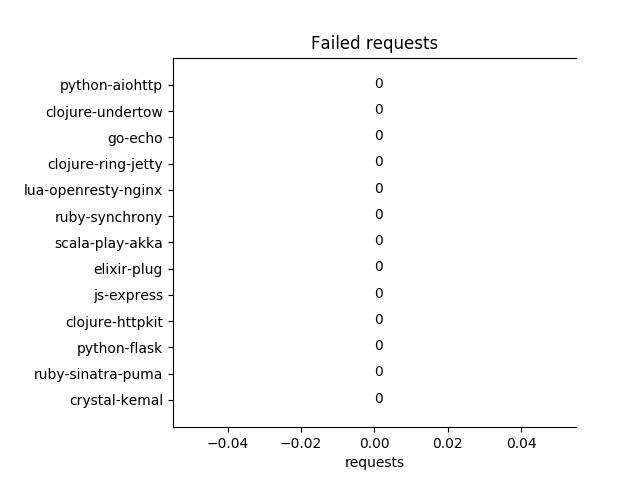 Failed requests
python-aiohttp 0
clojure-undertow 0
go-echo 0
clojure-ring-jetty 0
lua-openresty-nginx 0
ruby-synchrony 0
scala-play-akka 0
elixir-plug 0
js-express 0
clojure-httpkit 0
python-flask 0
ruby-sinatra-puma 0
crystal-kemal 0
−0.04 −0.02 0.00 0.02 0.04
requests